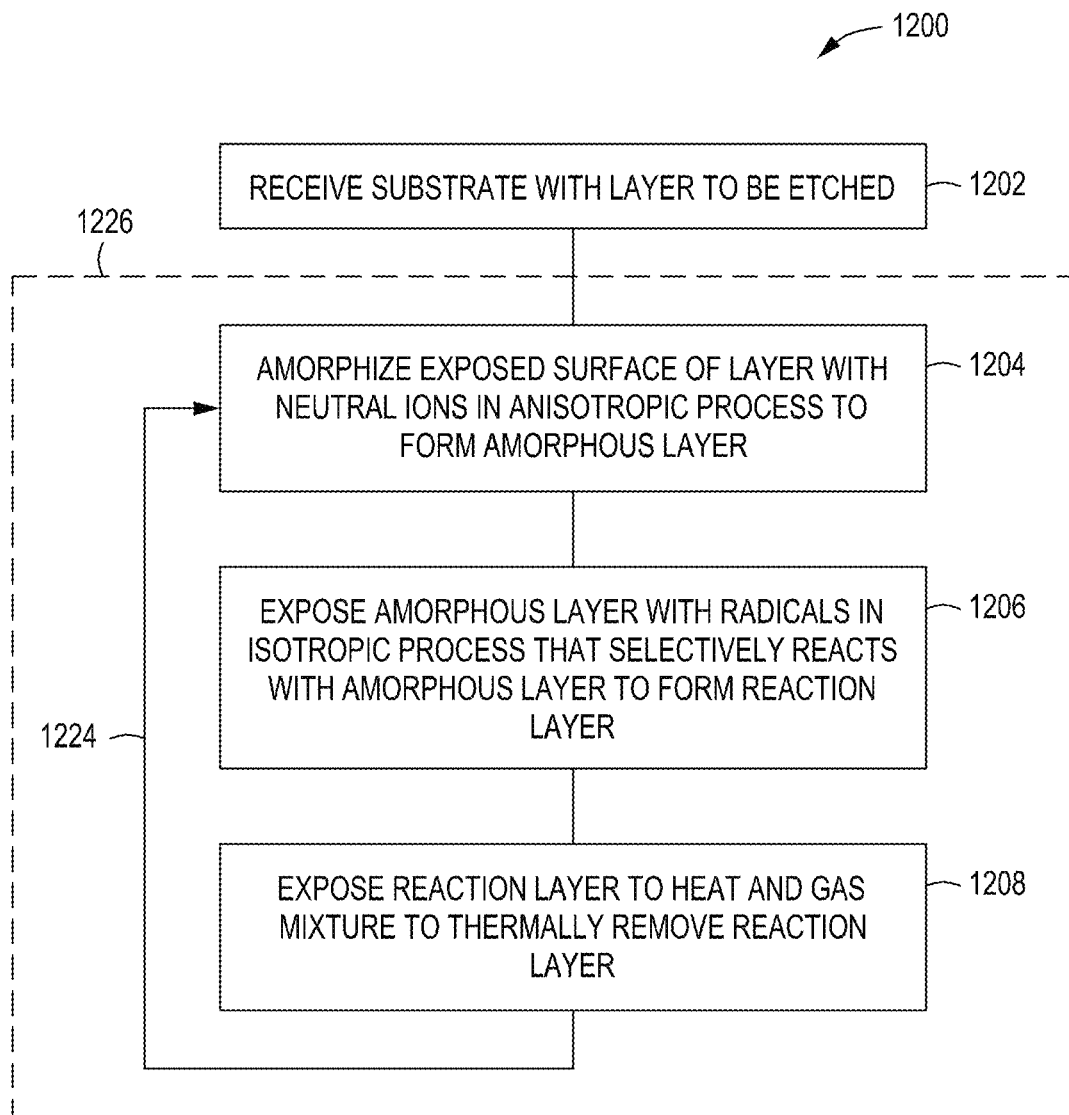 1200
RECEIVE SUBSTRATE WITH LAYER TO BE ETCHED
1202
1226
AMORPHIZE EXPOSED SURFACE OF LAYER WITH
NEUTRAL IONS IN ANISOTROPIC PROCESS TO
FORM AMORPHOUS LAYER
1204
EXPOSE AMORPHOUS LAYER WITH RADICALS IN
ISOTROPIC PROCESS THAT SELECTIVELY REACTS
WITH AMORPHOUS LAYER TO FORM REACTION
LAYER
1206
1224
EXPOSE REACTION LAYER TO HEAT AND GAS
MIXTURE TO THERMALLY REMOVE REACTION
LAYER
1208